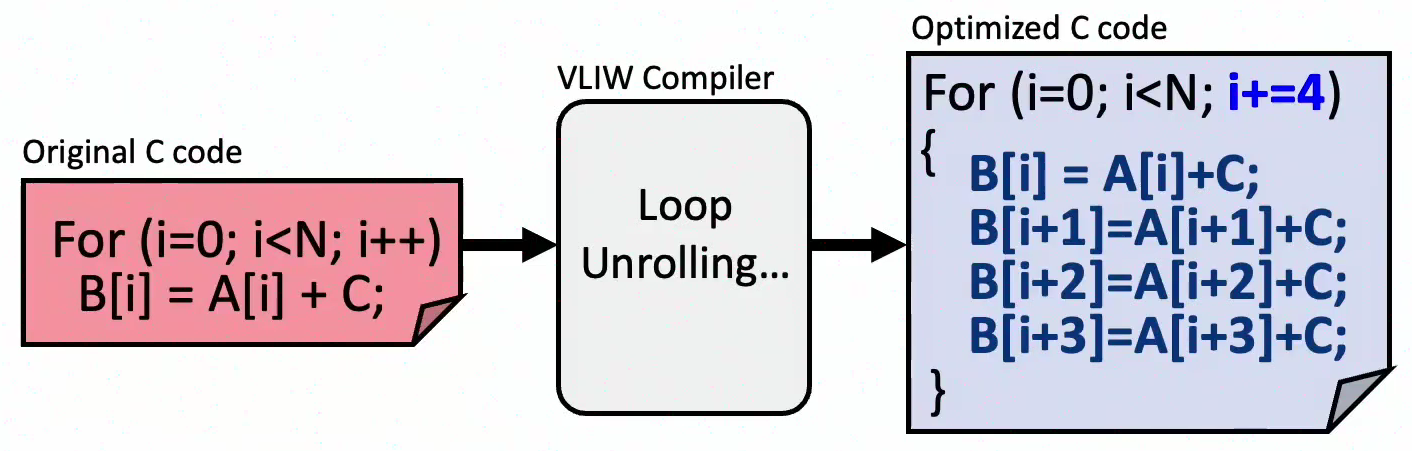 Original C code
For (i=0; i<N; i++)
B[i] = A[i] + C;
VLIW Compiler
Loop
Unrolling...
Optimized C code
For (i=0; i<N; i+=4)
{
B[i] = A[i]+C;
B[i+1]=A[i+1]+C;
B[i+2]=A[i+2]+C;
B[i+3]=A[i+3]+C;
}